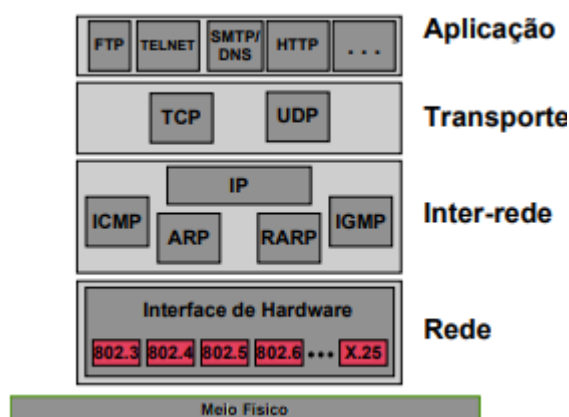 Aplicação
FTP TELNET SMTP/ DNS HTTP ...
Transporte
TCP UDP
Inter-rede
IP
ICMP ARP RARP IGMP
Rede
Interface de Hardware
802.3 802.4 802.5 802.6 ••• X.25
Meio Físico